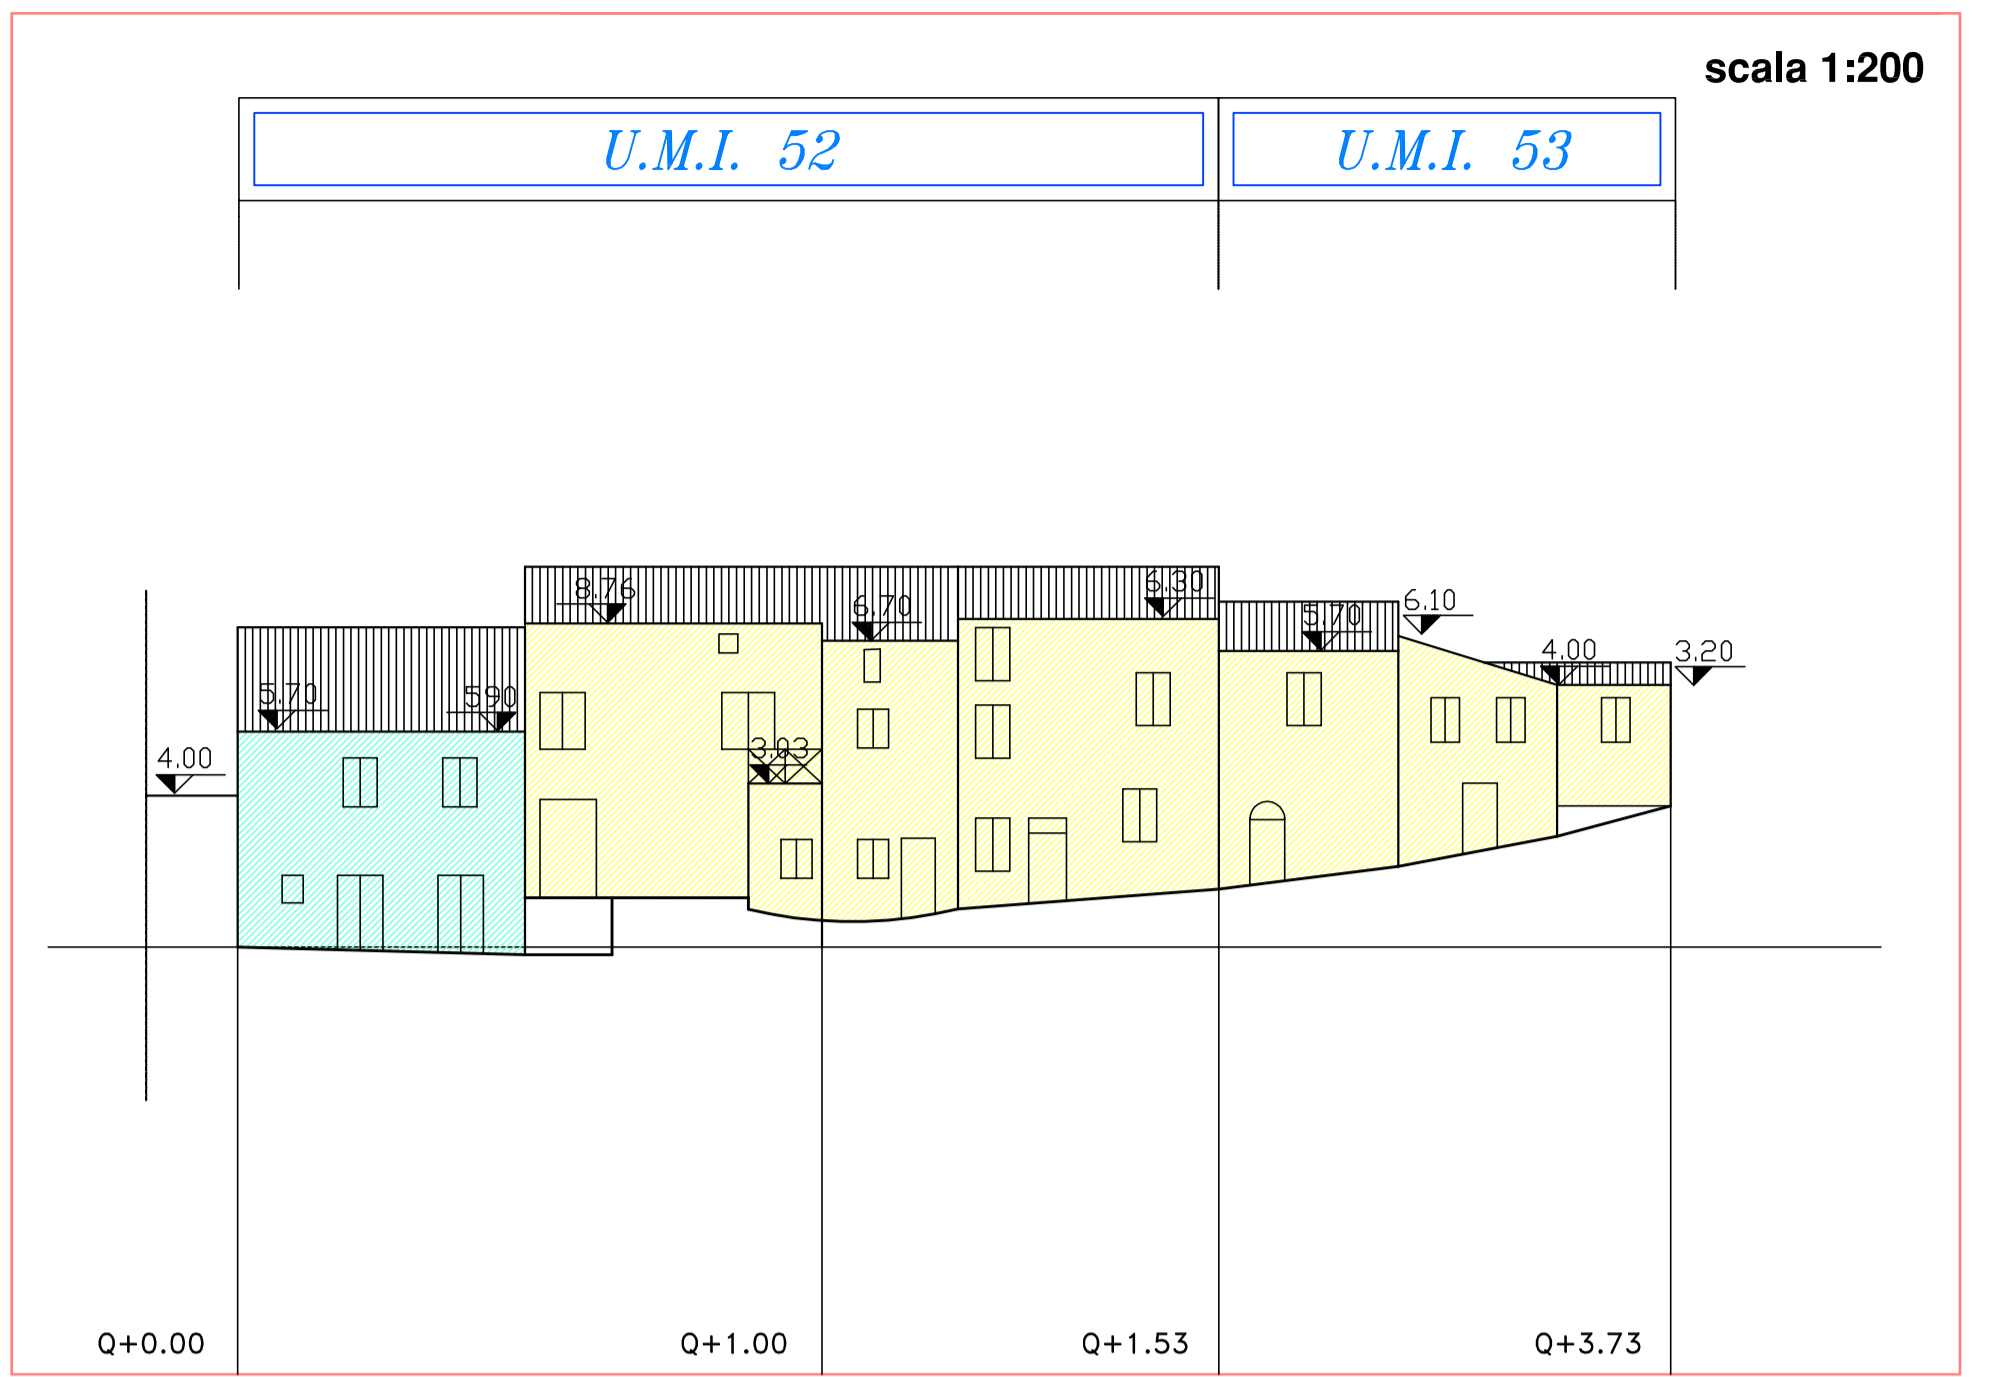 scala 1:200
U.M.I. 52 U.M.I. 53
8.76 6.70 6.30 5.70 6.10
5.70 5.90 3.03 4.00 3.20
4.00
Q+0.00 Q+1.00 Q+1.53 Q+3.73